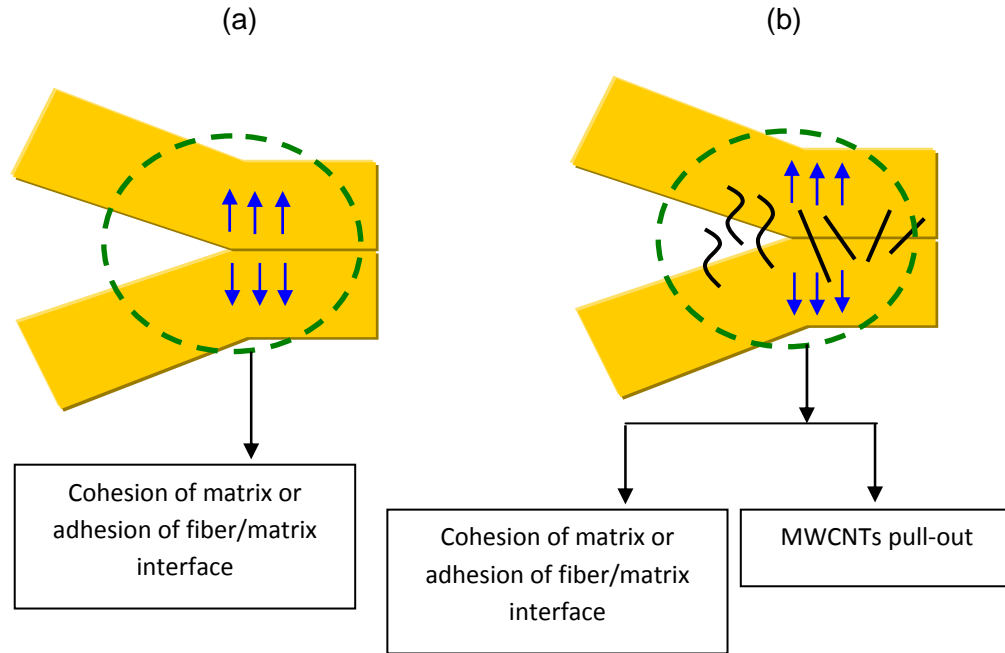 (a)
(b)
Cohesion of matrix or
adhesion of fiber/matrix
interface
Cohesion of matrix or
adhesion of fiber/matrix
interface
MWCNTs pull-out